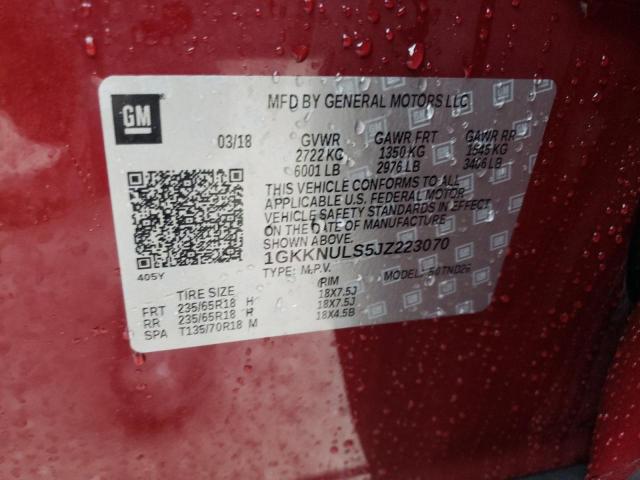 GM
MFD BY GENERAL MOTORS LLC
03/18 GVWR GAWR FRT GAWR RR
2722 KG 1350 KG 1545 KG
6001 LB 2976 LB 3406 LB
THIS VEHICLE CONFORMS TO ALL
APPLICABLE U.S. FEDERAL MOTOR
VEHICLE SAFETY STANDARDS IN EFFECT
ON THE DATE OF MANUFACTURE
SHOWN ABOVE.
1GKKNULS5JZ223070
TYPE: M.P.V. MODEL:
405Y
TIRE SIZE RIM
FRT 235/65R18 H 18X7.5J
RR 235/65R18 H 18X7.5J
SPA T135/70R18 M 18X4.5B